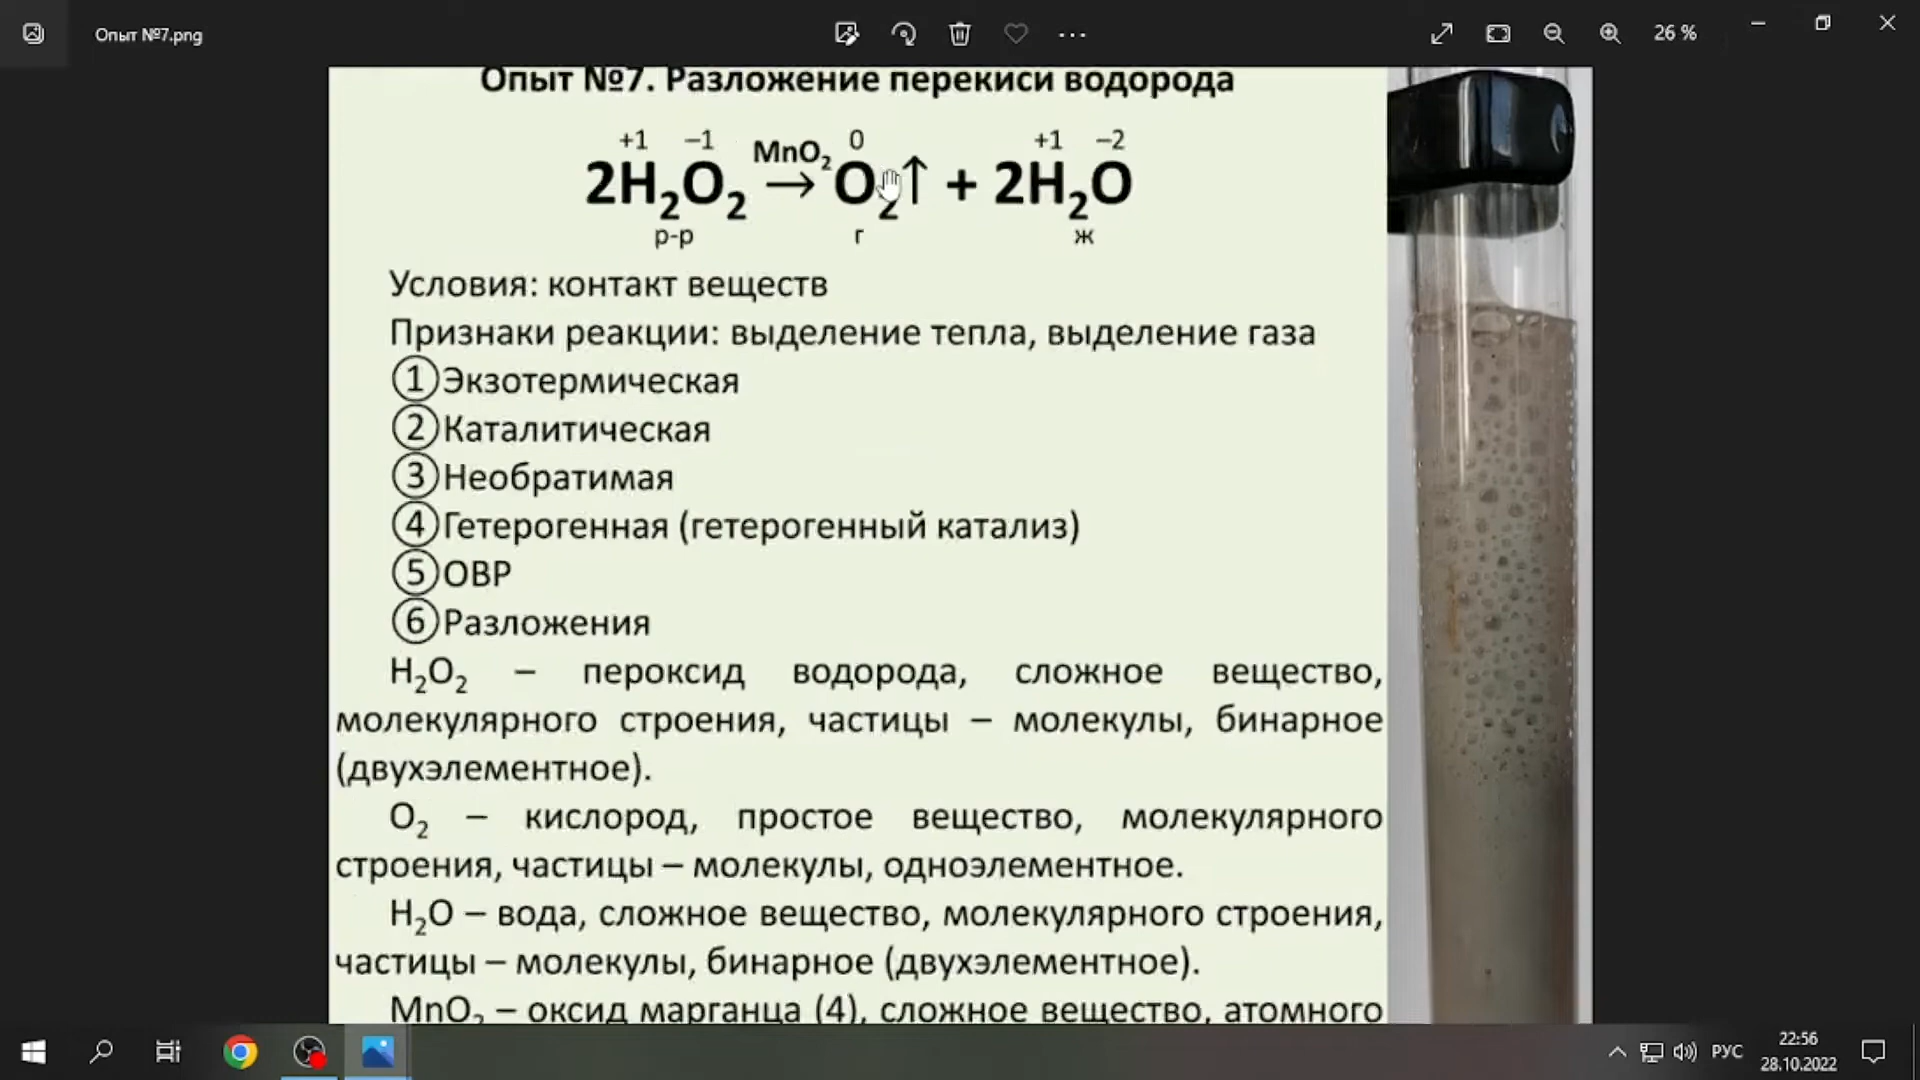 Опыт №7.png
26 %
Опыт №7. Разложение перекиси водорода
+1 –1 MnO₂ 0 +1 –2
2H₂O₂ → O₂↑ + 2H₂O
р-р г ж
Условия: контакт веществ
Признаки реакции: выделение тепла, выделение газа
①Экзотермическая
②Каталитическая
③Необратимая
④Гетерогенная (гетерогенный катализ)
⑤ОВР
⑥Разложения
H₂O₂ – пероксид водорода, сложное вещество,
молекулярного строения, частицы – молекулы, бинарное
(двухэлементное).
O₂ – кислород, простое вещество, молекулярного
строения, частицы – молекулы, одноэлементное.
H₂O – вода, сложное вещество, молекулярного строения,
частицы – молекулы, бинарное (двухэлементное).
MnO₂ – оксид марганца (4), сложное вещество, атомного
РУС
22:56
28.10.2022